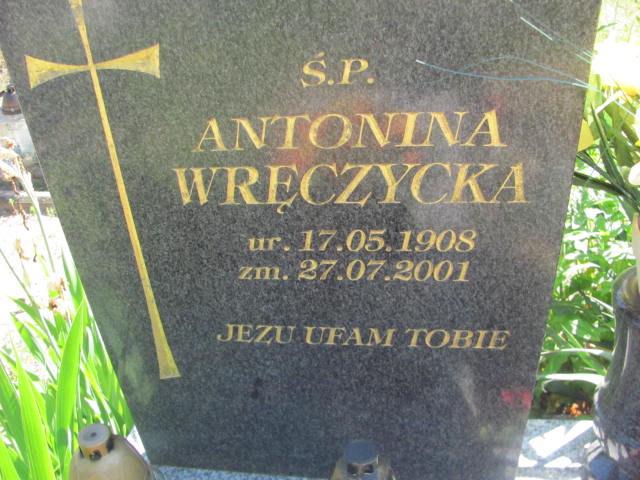 Ś.P.
ANTONINA
WRĘCZYCKA
ur. 17.05.1908
zm. 27.07.2001
JEZU UFAM TOBIE